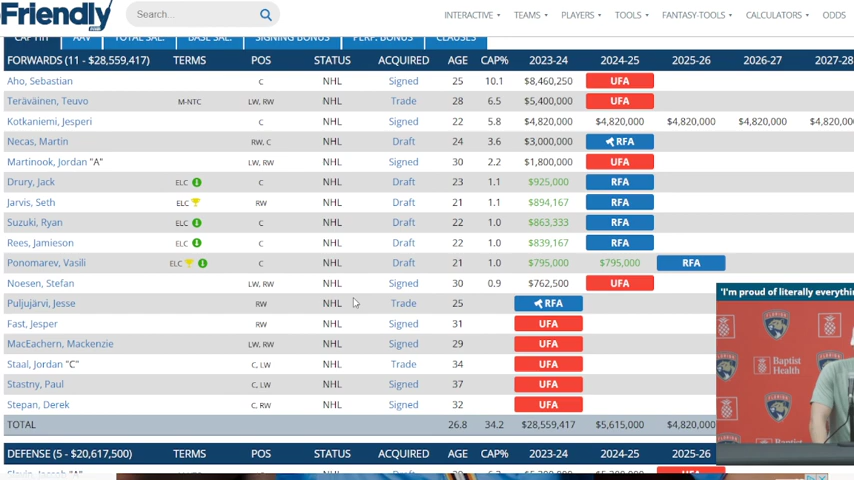 Friendly
Search...
INTERACTIVE TEAMS PLAYERS TOOLS FANTASY-TOOLS CALCULATORS ODDS
CAP HIT AAV TOTAL SAL. BASE SAL. SIGNING BONUS PERF. BONUS CLAUSES
FORWARDS (11 - $28,559,417) TERMS POS STATUS ACQUIRED AGE CAP% 2023-24 2024-25 2025-26 2026-27 2027-28
Aho, Sebastian C NHL Signed 25 10.1 $8,460,250 UFA
Teräväinen, Teuvo M-NTC LW, RW NHL Trade 28 6.5 $5,400,000 UFA
Kotkaniemi, Jesperi C NHL Signed 22 5.8 $4,820,000 $4,820,000 $4,820,000 $4,820,000 $4,820,0
Necas, Martin RW, C NHL Draft 24 3.6 $3,000,000 RFA
Martinook, Jordan "A" LW, RW NHL Signed 30 2.2 $1,800,000 UFA
Drury, Jack ELC C NHL Draft 23 1.1 $925,000 RFA
Jarvis, Seth ELC RW NHL Draft 21 1.1 $894,167 RFA
Suzuki, Ryan ELC C NHL Draft 22 1.0 $863,333 RFA
Rees, Jamieson ELC C NHL Draft 22 1.0 $839,167 RFA
Ponomarev, Vasili ELC C NHL Draft 21 1.0 $795,000 $795,000 RFA
Noesen, Stefan LW, RW NHL Signed 30 0.9 $762,500 UFA
Puljujärvi, Jesse RW NHL Trade 25 RFA
Fast, Jesper RW NHL Signed 31 UFA
MacEachern, Mackenzie LW, RW NHL Signed 29 UFA
Staal, Jordan "C" C, LW NHL Trade 34 UFA
Stastny, Paul C, LW NHL Signed 37 UFA
Stepan, Derek C, RW NHL Signed 32 UFA
TOTAL 26.8 34.2 $28,559,417 $5,615,000 $4,820,000
DEFENSE (5 - $20,617,500) TERMS POS STATUS ACQUIRED AGE CAP% 2023-24 2024-25 2025-26
'I'm proud of literally everythi
FLORIDA
Baptist
Health